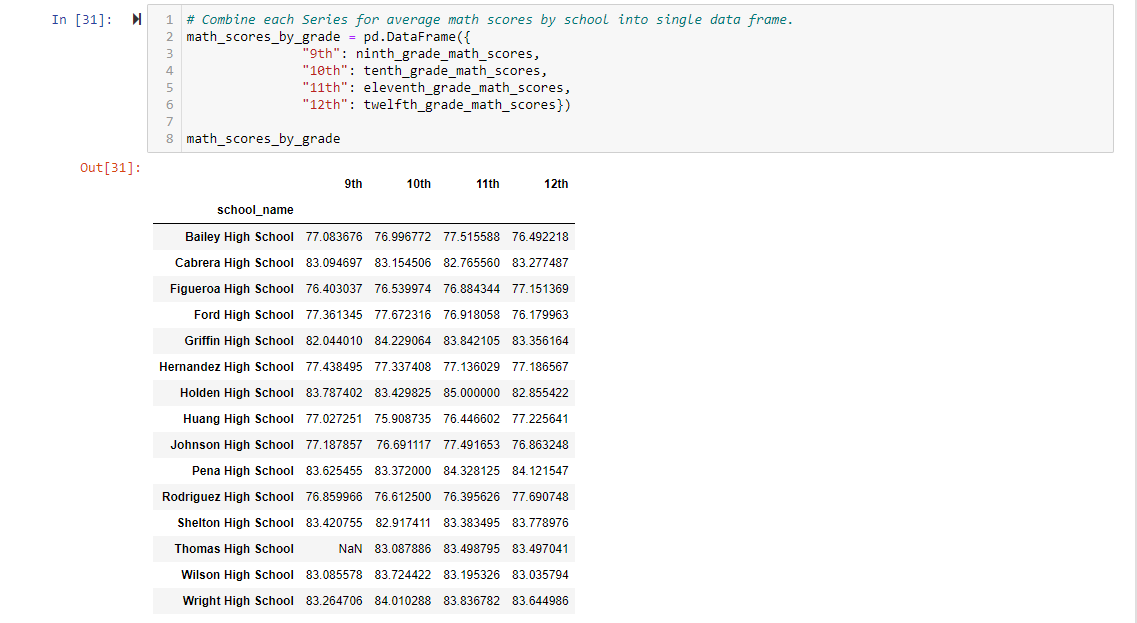 In [31]:
1 # Combine each Series for average math scores by school into single data frame.
2 math_scores_by_grade = pd.DataFrame({
3 "9th": ninth_grade_math_scores,
4 "10th": tenth_grade_math_scores,
5 "11th": eleventh_grade_math_scores,
6 "12th": twelfth_grade_math_scores})
7
8 math_scores_by_grade
Out[31]:
9th 10th 11th 12th
school_name
Bailey High School 77.083676 76.996772 77.515588 76.492218
Cabrera High School 83.094697 83.154506 82.765560 83.277487
Figueroa High School 76.403037 76.539974 76.884344 77.151369
Ford High School 77.361345 77.672316 76.918058 76.179963
Griffin High School 82.044010 84.229064 83.842105 83.356164
Hernandez High School 77.438495 77.337408 77.136029 77.186567
Holden High School 83.787402 83.429825 85.000000 82.855422
Huang High School 77.027251 75.908735 76.446602 77.225641
Johnson High School 77.187857 76.691117 77.491653 76.863248
Pena High School 83.625455 83.372000 84.328125 84.121547
Rodriguez High School 76.859966 76.612500 76.395626 77.690748
Shelton High School 83.420755 82.917411 83.383495 83.778976
Thomas High School NaN 83.087886 83.498795 83.497041
Wilson High School 83.085578 83.724422 83.195326 83.035794
Wright High School 83.264706 84.010288 83.836782 83.644986